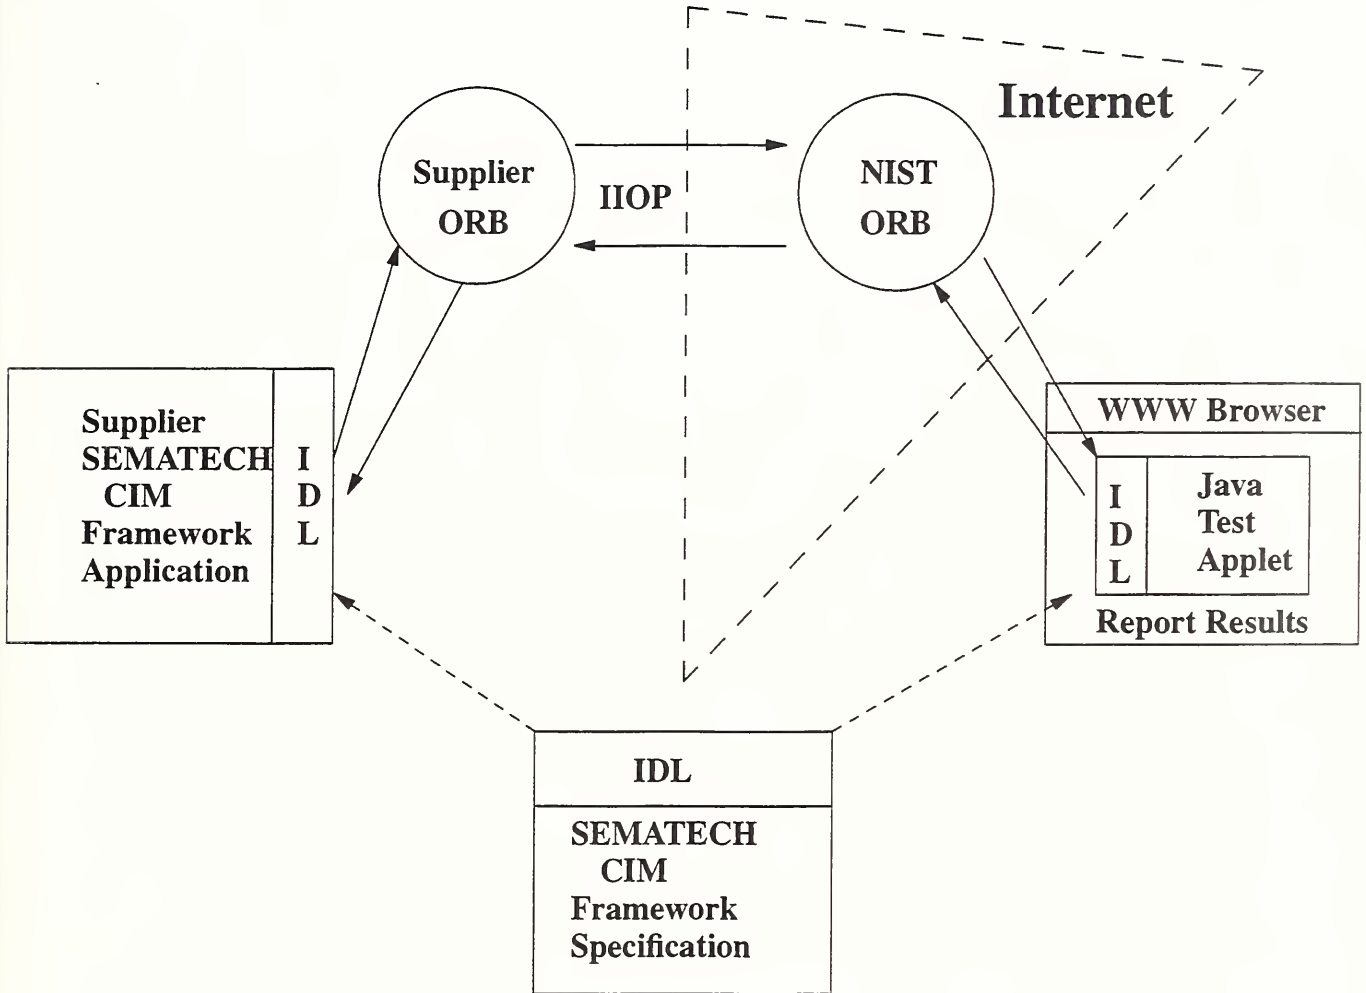 Internet
Supplier
ORB
IIOP
NIST
ORB
Supplier
SEMATECH
CIM
Framework
Application
I
D
L
WWW Browser
I
D
L
Java
Test
Applet
Report Results
IDL
SEMATECH
CIM
Framework
Specification